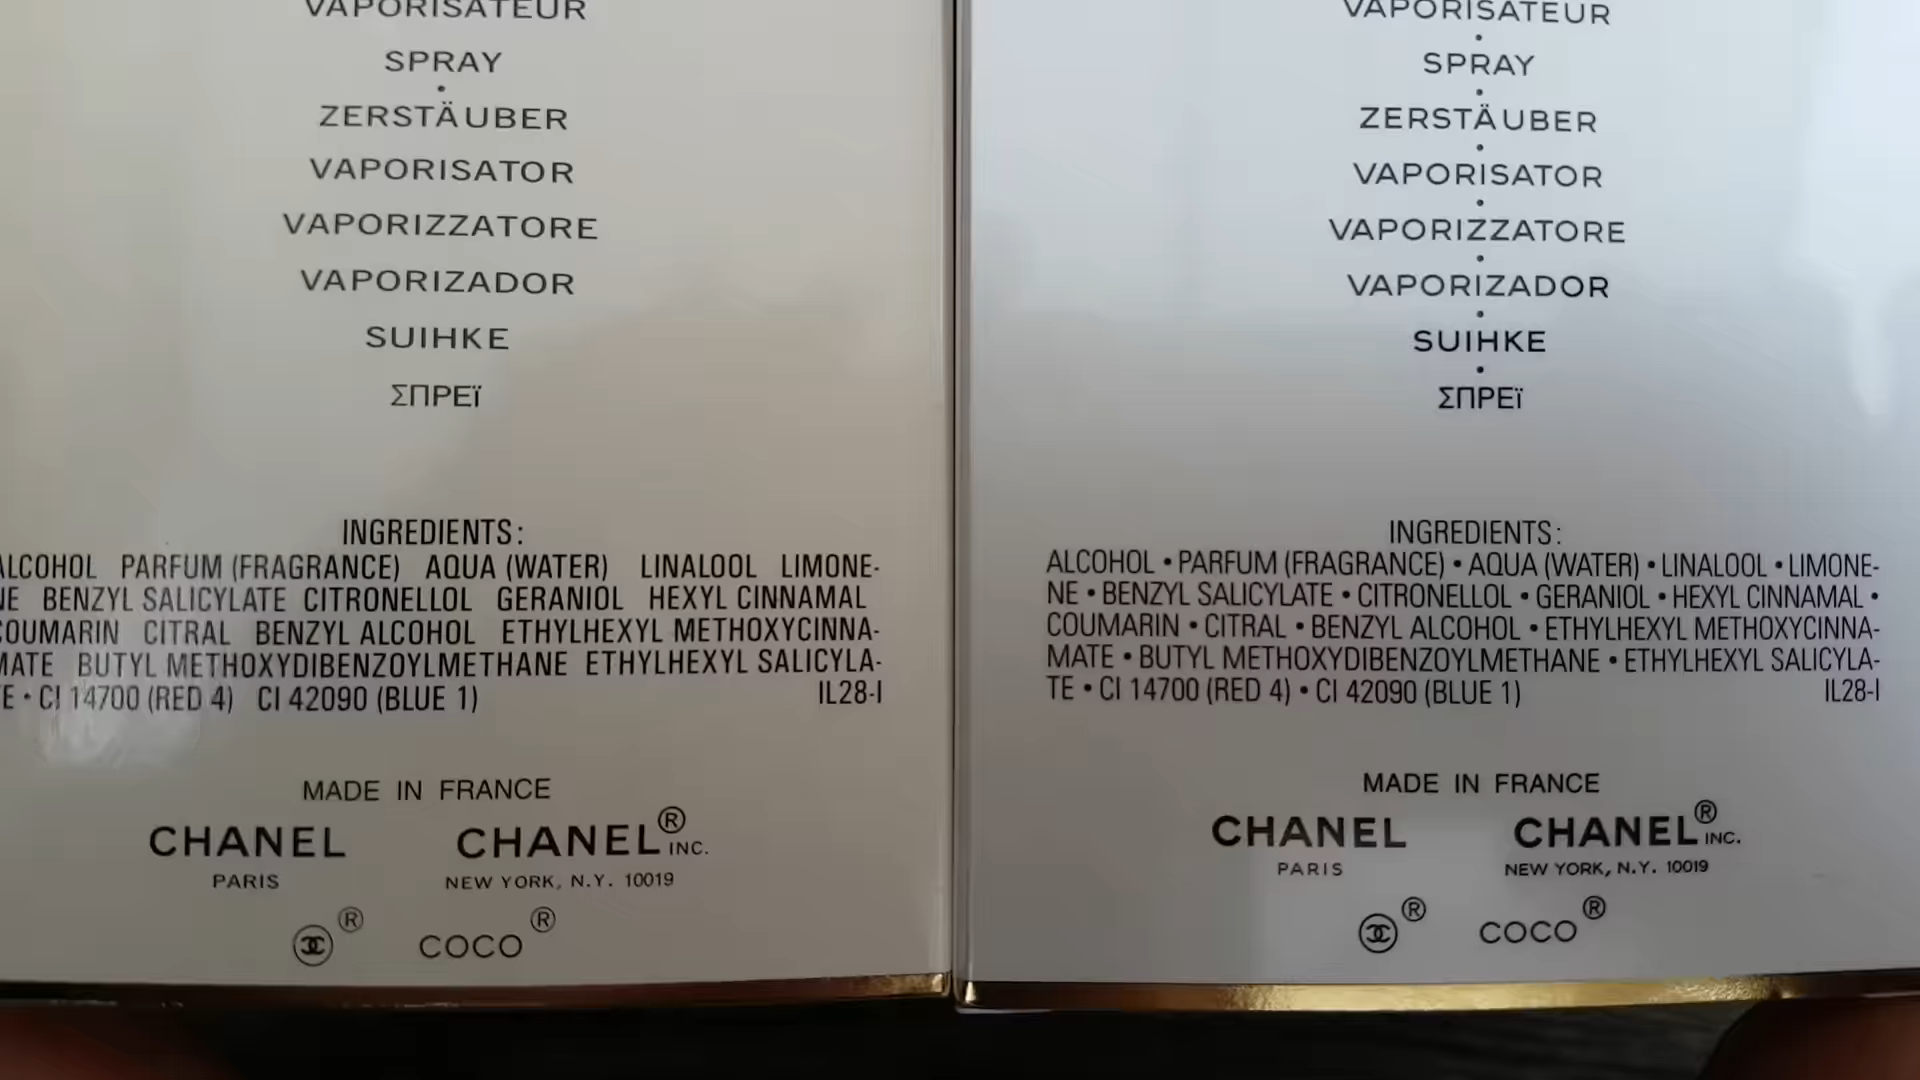 VAPORISATEUR
SPRAY
•
ZERSTÄUBER
VAPORISATOR
VAPORIZZATORE
VAPORIZADOR
SUIHKE
ΣΠΡΕϊ
INGREDIENTS:
ALCOHOL PARFUM (FRAGRANCE) AQUA (WATER) LINALOOL LIMONE-
NE BENZYL SALICYLATE CITRONELLOL GERANIOL HEXYL CINNAMAL
COUMARIN CITRAL BENZYL ALCOHOL ETHYLHEXYL METHOXYCINNA-
MATE BUTYL METHOXYDIBENZOYLMETHANE ETHYLHEXYL SALICYLA-
TE • CI 14700 (RED 4) CI 42090 (BLUE 1) IL28-I
MADE IN FRANCE
CHANEL CHANEL® INC.
PARIS NEW YORK, N.Y. 10019
® COCO®
VAPORISATEUR
•
SPRAY
•
ZERSTÄUBER
•
VAPORISATOR
•
VAPORIZZATORE
•
VAPORIZADOR
•
SUIHKE
•
ΣΠΡΕϊ
INGREDIENTS:
ALCOHOL • PARFUM (FRAGRANCE) • AQUA (WATER) • LINALOOL • LIMONE-
NE • BENZYL SALICYLATE • CITRONELLOL • GERANIOL • HEXYL CINNAMAL •
COUMARIN • CITRAL • BENZYL ALCOHOL • ETHYLHEXYL METHOXYCINNA-
MATE • BUTYL METHOXYDIBENZOYLMETHANE • ETHYLHEXYL SALICYLA-
TE • CI 14700 (RED 4) • CI 42090 (BLUE 1) IL28-I
MADE IN FRANCE
CHANEL CHANEL® INC.
PARIS NEW YORK, N.Y. 10019
® COCO®